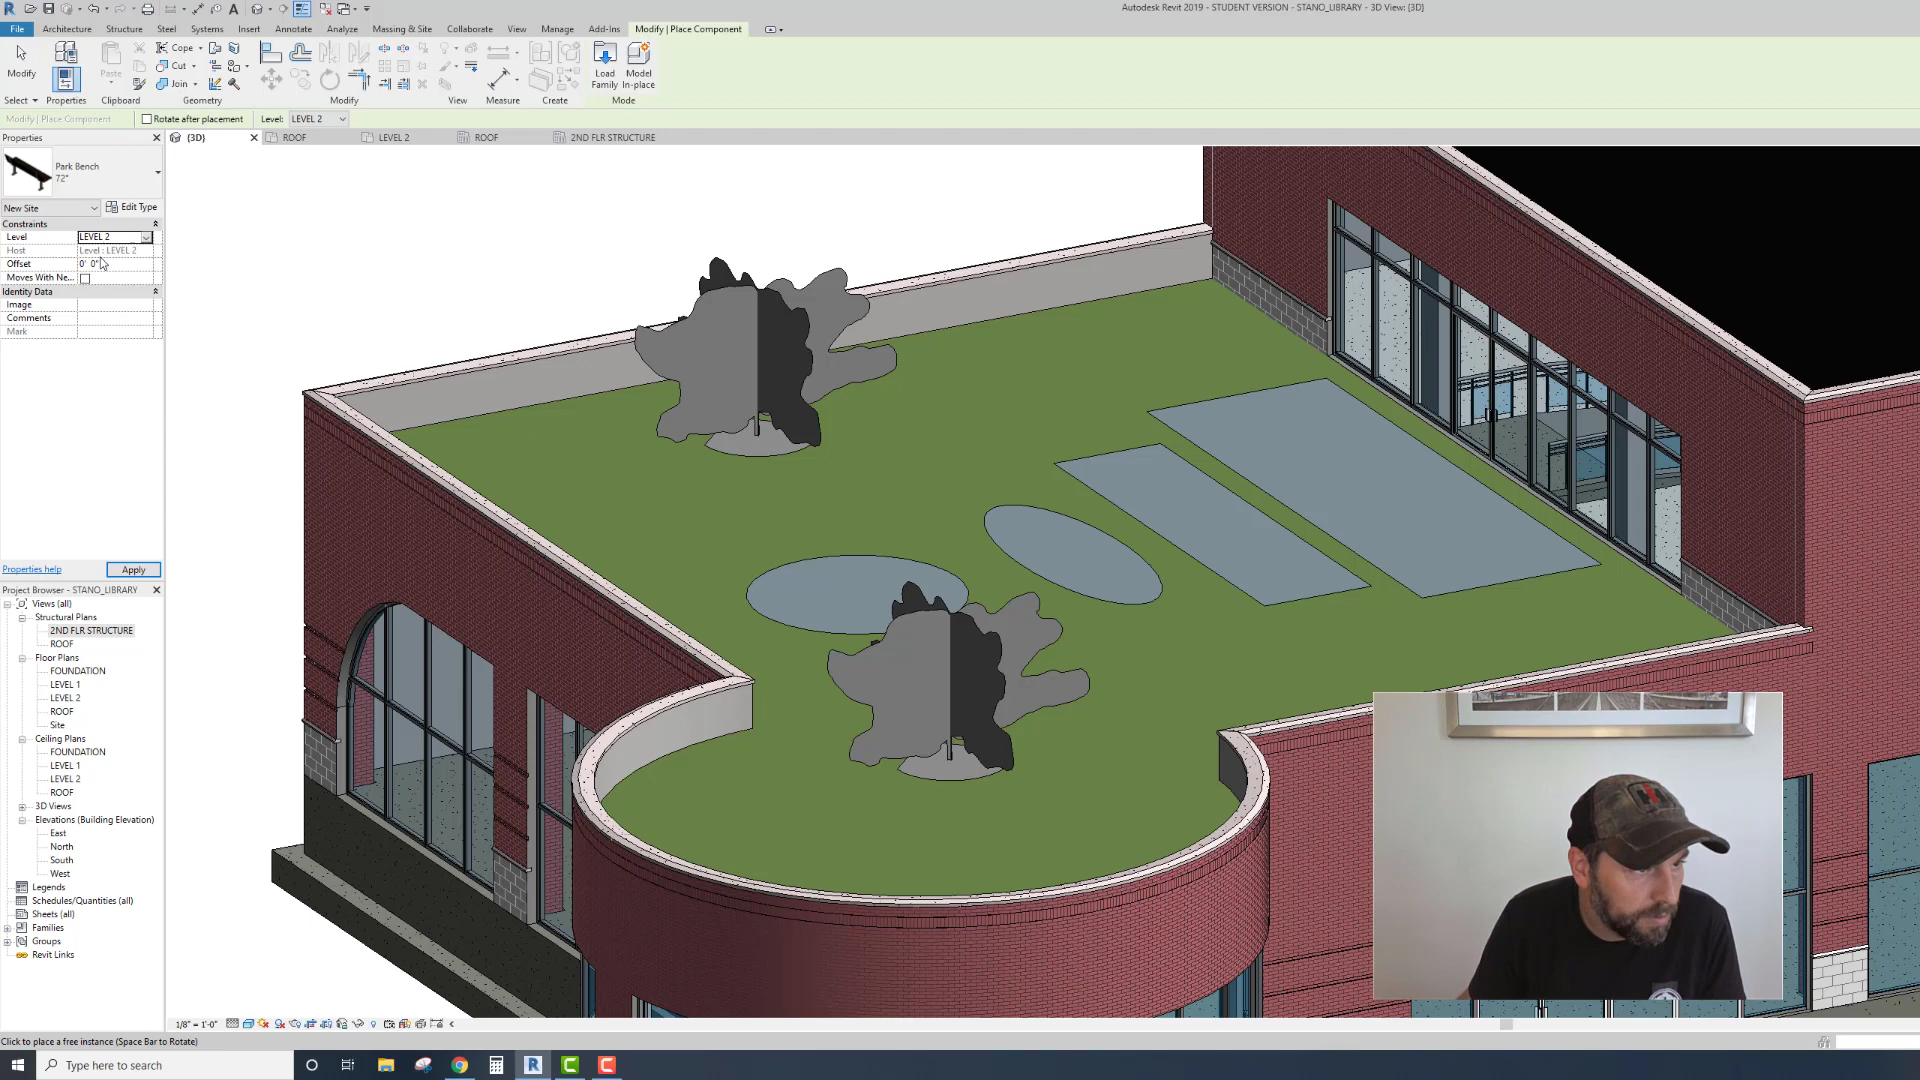 Autodesk Revit 2019 - STUDENT VERSION - STANO_LIBRARY - 3D View: {3D}
File Architecture Structure Steel Systems Insert Annotate Analyze Massing & Site Collaborate View Manage Add-Ins Modify | Place Component
Modify Paste Cope Cut Join Load Family Model In-place
Select Properties Clipboard Geometry Modify View Measure Create Mode
Modify | Place Component Rotate after placement Level: LEVEL 2
Properties
{3D} ROOF LEVEL 2 ROOF 2ND FLR STRUCTURE
Park Bench
72"
New Site Edit Type
Constraints
Level LEVEL 2
Host Level : LEVEL 2
Offset 0' 0"
Moves With Ne...
Identity Data
Image
Comments
Mark
Properties help Apply
Project Browser - STANO_LIBRARY
Views (all)
Structural Plans
2ND FLR STRUCTURE
ROOF
Floor Plans
FOUNDATION
LEVEL 1
LEVEL 2
ROOF
Site
Ceiling Plans
FOUNDATION
LEVEL 1
LEVEL 2
ROOF
3D Views
Elevations (Building Elevation)
East
North
South
West
Legends
Schedules/Quantities (all)
Sheets (all)
Families
Groups
Revit Links
1/8" = 1'-0"
Click to place a free instance (Space Bar to Rotate)
Type here to search